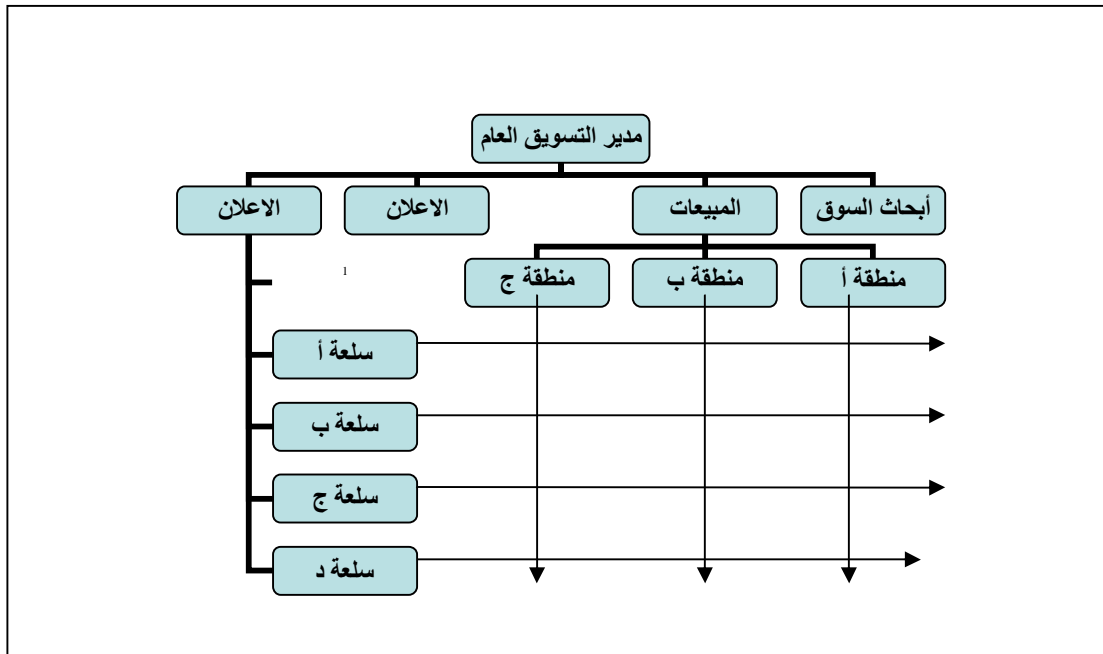 مدير التسويق العام
أبحاث السوق
المبيعات
الاعلان
الاعلان
منطقة أ
منطقة ب
منطقة ج
1
سلعة أ
سلعة ب
سلعة ج
سلعة د